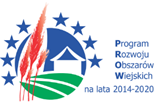 Program
Rozwoju
Obszarów
Wiejskich
na lata 2014-2020